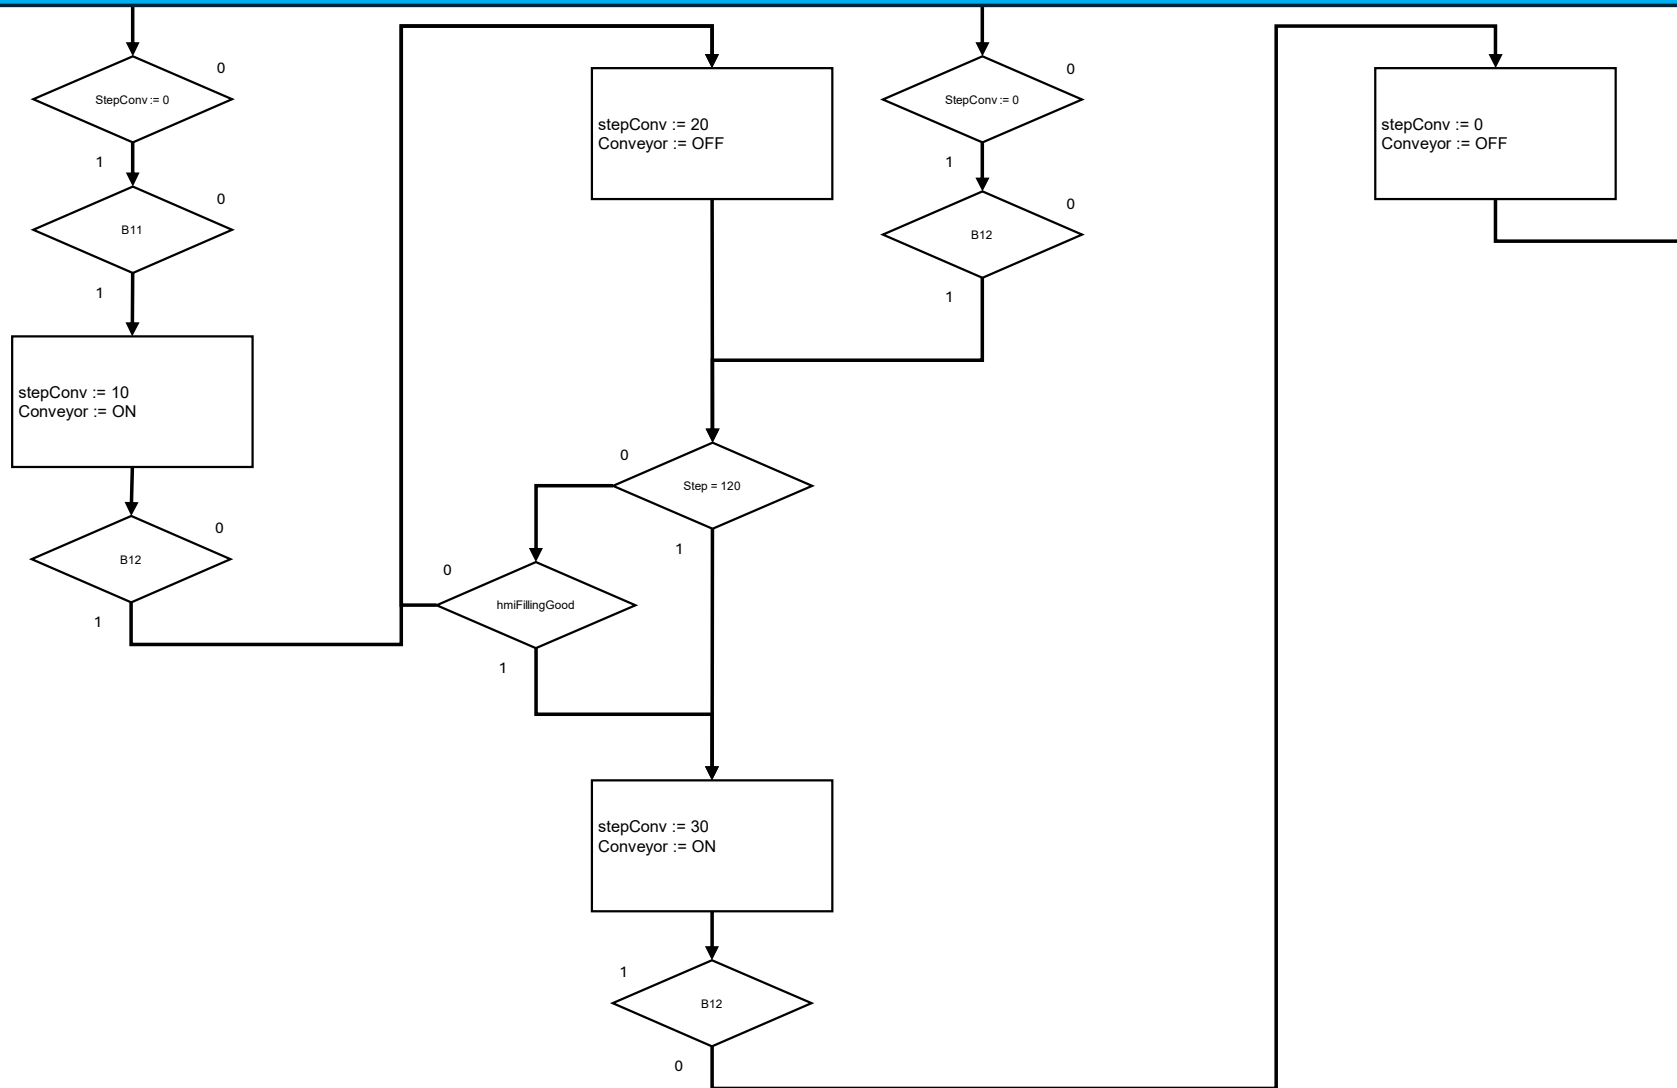 0
StepConv := 0
1
0
B11
1
stepConv := 10
Conveyor := ON
0
B12
1
stepConv := 20
Conveyor := OFF
0
Step = 120
1
0
hmiFillingGood
1
stepConv := 30
Conveyor := ON
1
B12
0
0
StepConv := 0
1
0
B12
1
stepConv := 0
Conveyor := OFF